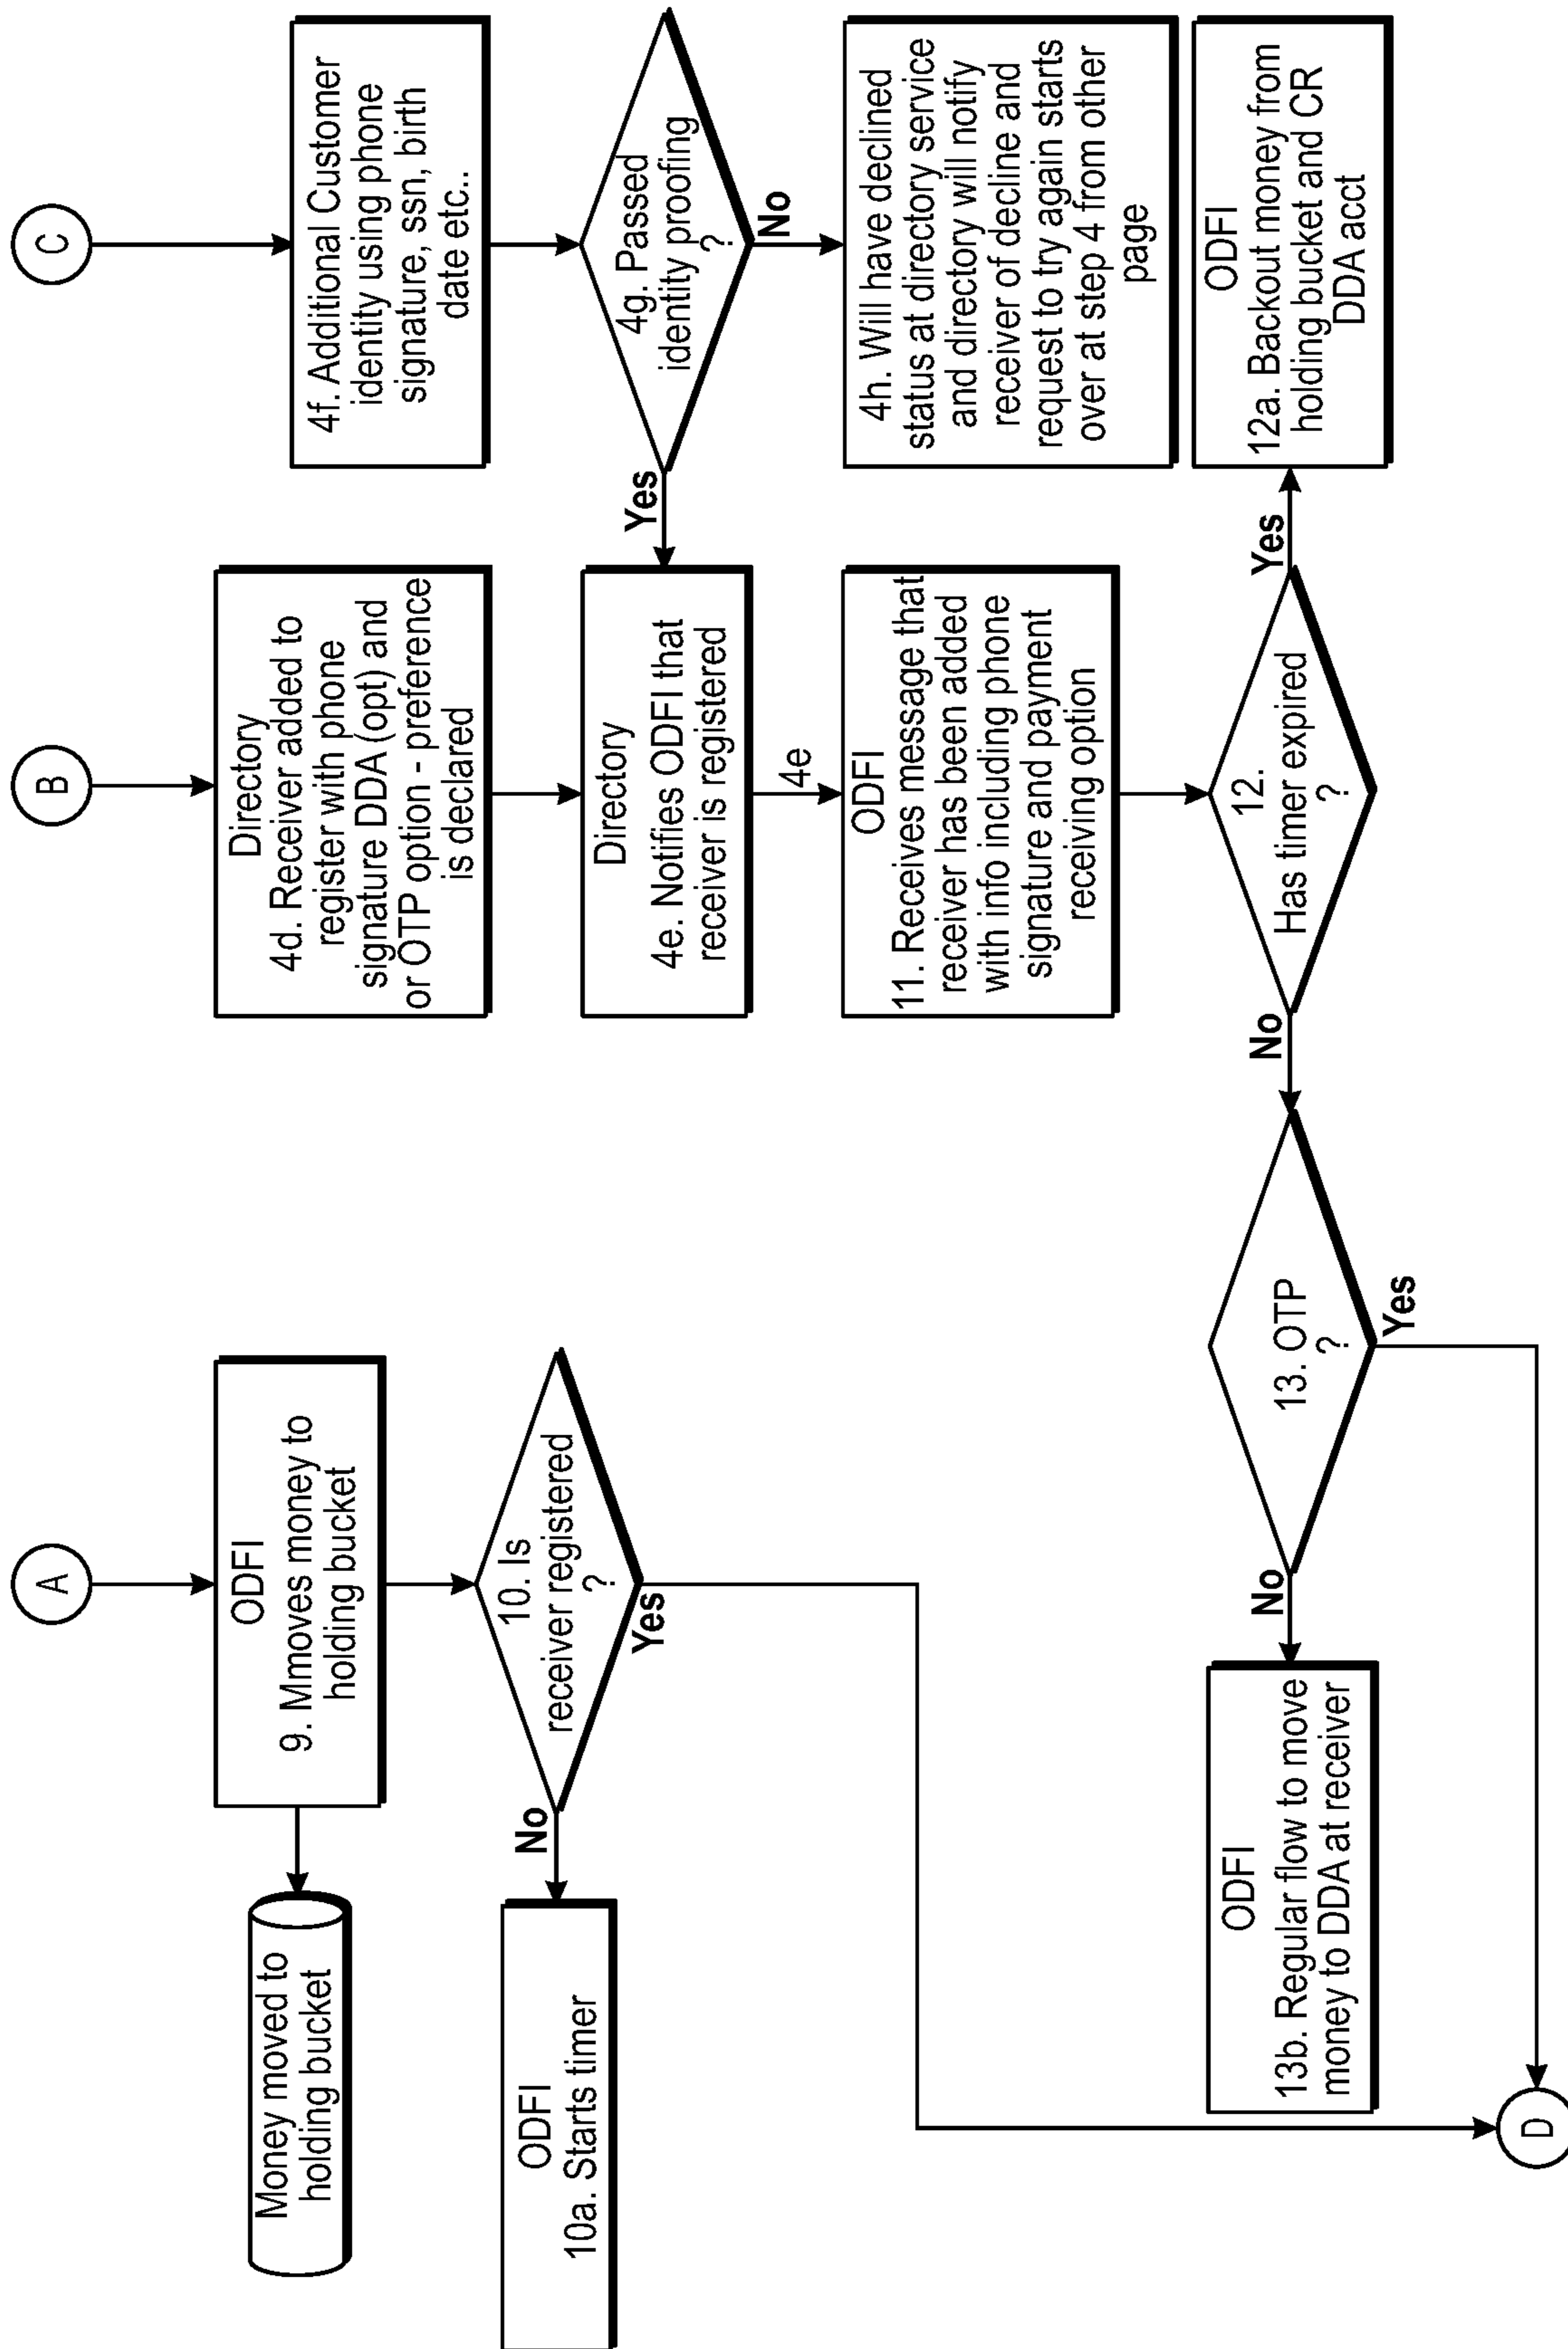 A
ODFI
9. Mmoves money to
holding bucket
Money moved to
holding bucket
10. Is
receiver registered
?
No
Yes
ODFI
10a. Starts timer
B
Directory
4d. Receiver added to
register with phone
signature DDA (opt) and
or OTP option - preference
is declared
Directory
4e. Notifies ODFI that
receiver is registered
4e
ODFI
11. Receives message that
receiver has been added
with info including phone
signature and payment
receiving option
12.
Has timer expired
?
No
Yes
C
4f. Additional Customer
identity using phone
signature, ssn, birth
date etc..
4g. Passed
identity proofing
?
Yes
No
4h. Will have declined
status at directory service
and directory will notify
receiver of decline and
request to try again starts
over at step 4 from other
page
ODFI
12a. Backout money from
holding bucket and CR
DDA acct
13. OTP
?
No
Yes
ODFI
13b. Regular flow to move
money to DDA at receiver
D